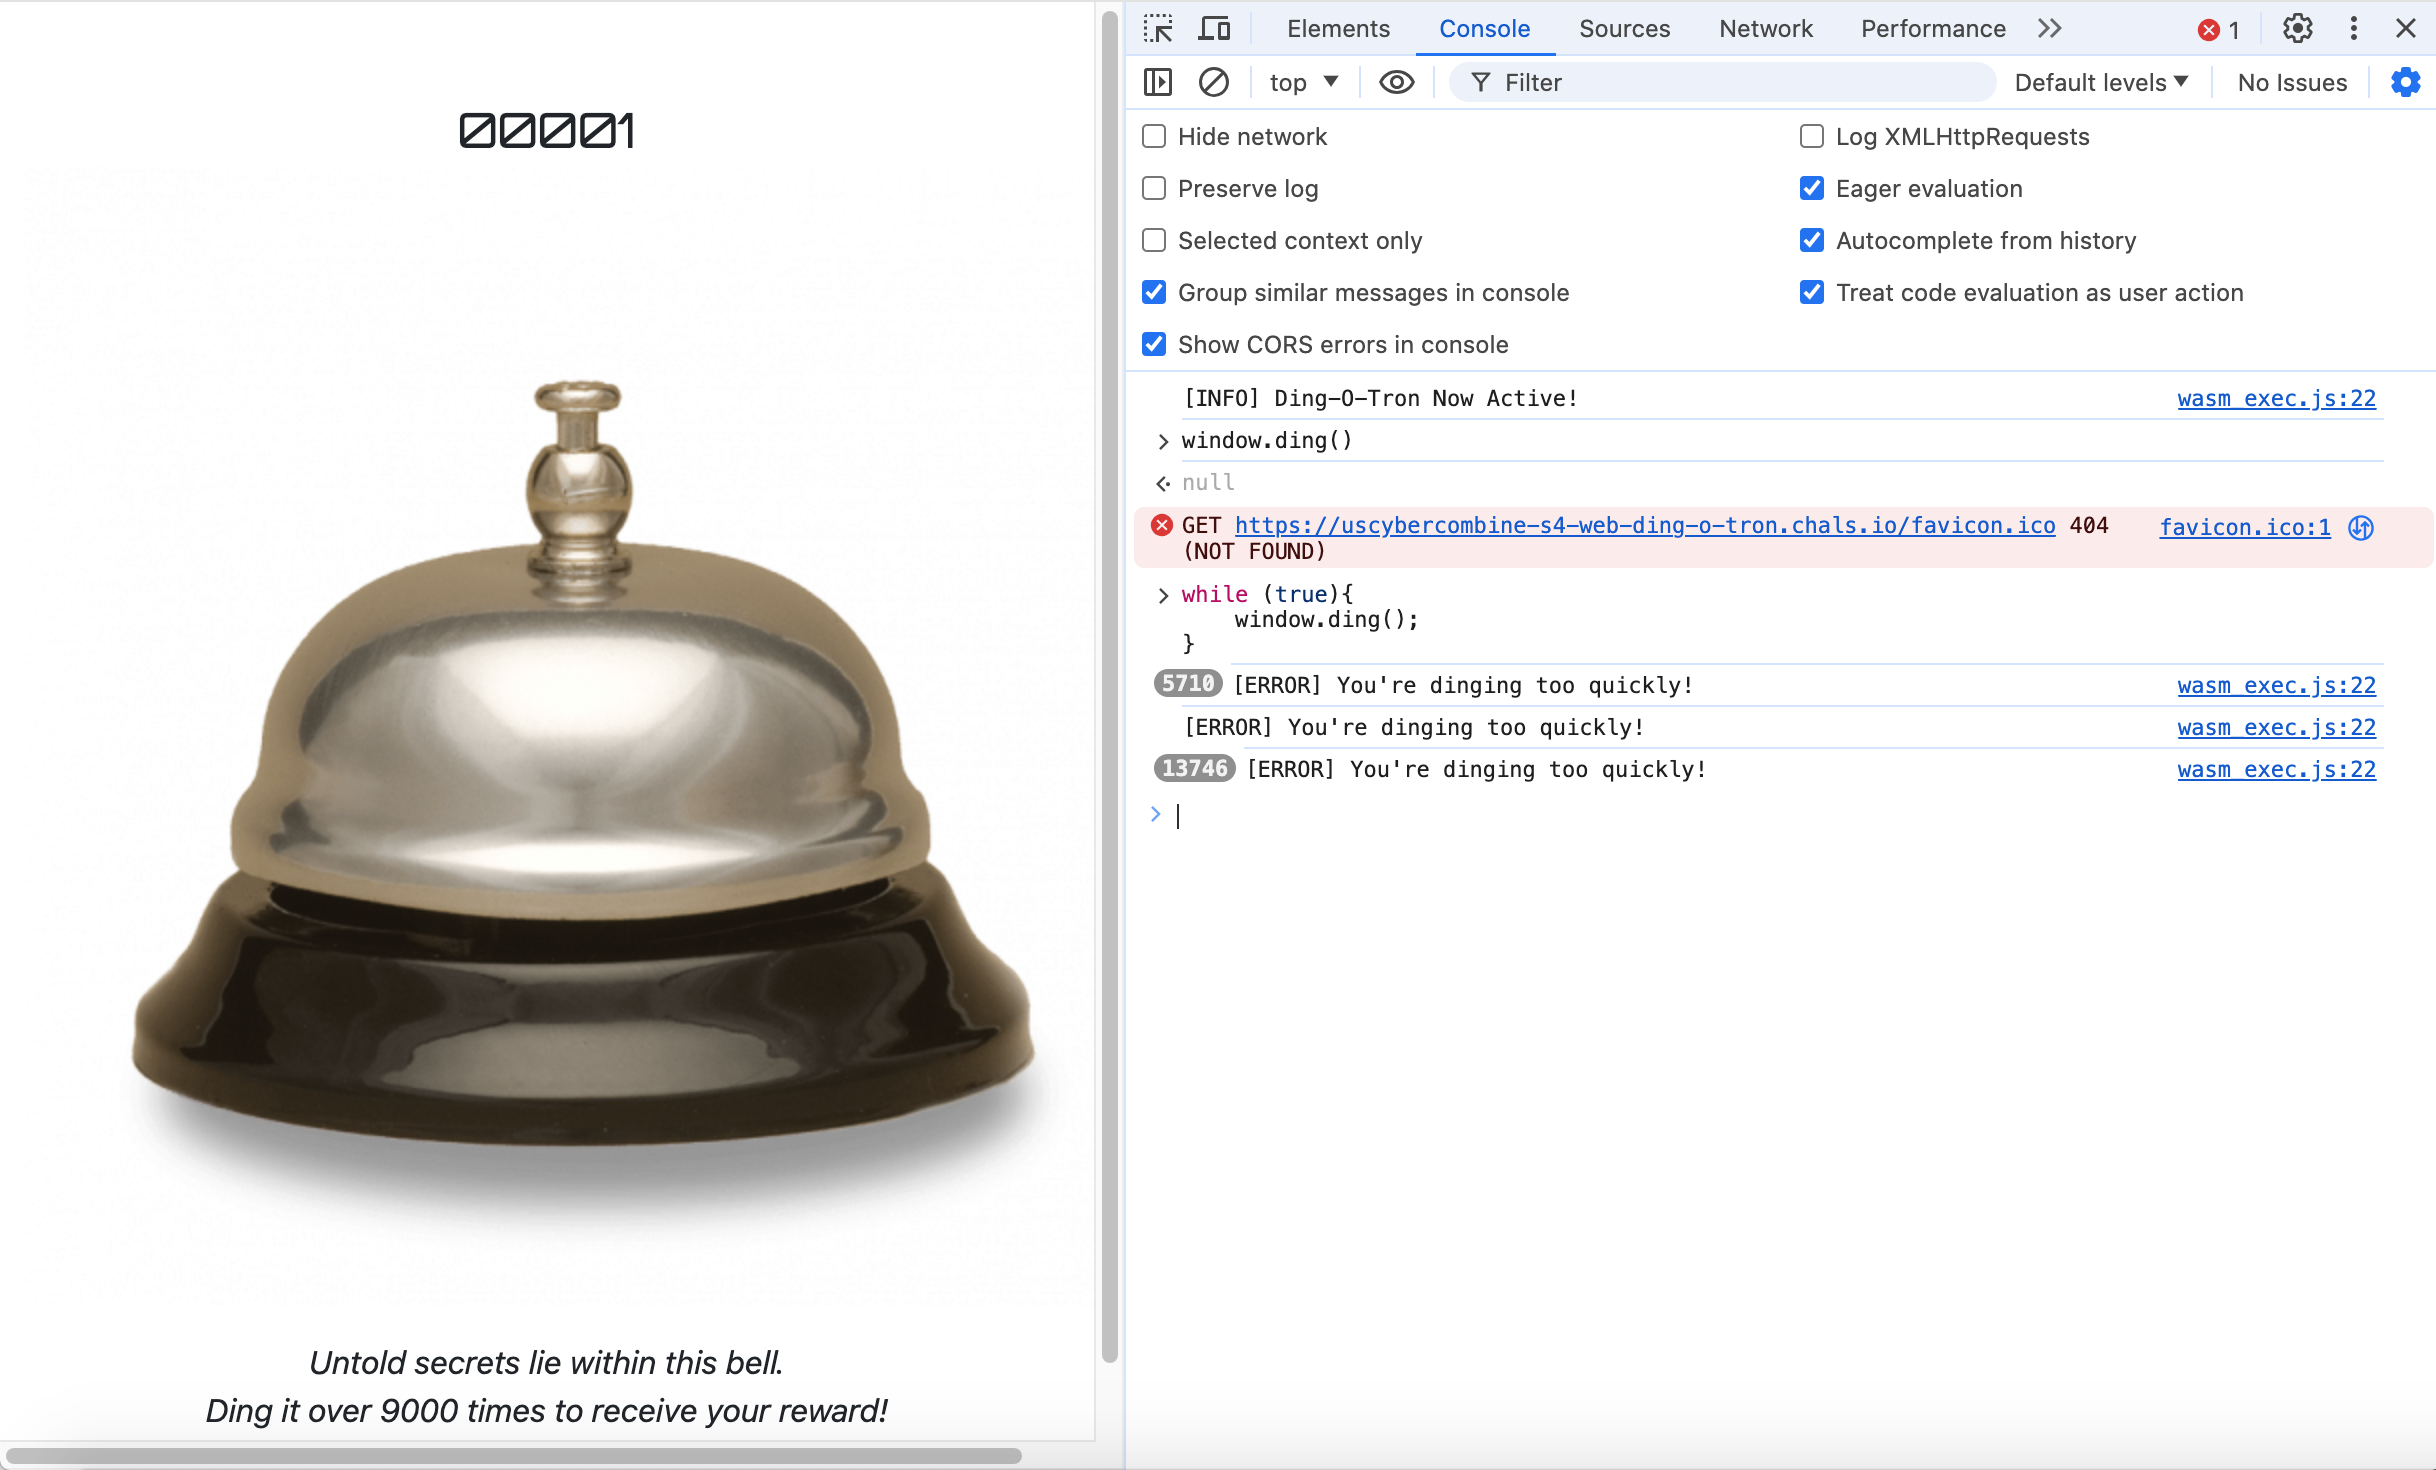 00001
Untold secrets lie within this bell.
Ding it over 9000 times to receive your reward!
Elements Console Sources Network Performance 1
top Filter Default levels No Issues
Hide network Log XMLHttpRequests
Preserve log Eager evaluation
Selected context only Autocomplete from history
Group similar messages in console Treat code evaluation as user action
Show CORS errors in console
[INFO] Ding-O-Tron Now Active! wasm_exec.js:22
> window.ding()
null
GET https://uscybercombine-s4-web-ding-o-tron.chals.io/favicon.ico 404 favicon.ico:1
(NOT FOUND)
> while (true){
window.ding();
}
5710 [ERROR] You're dinging too quickly! wasm_exec.js:22
[ERROR] You're dinging too quickly! wasm_exec.js:22
13746 [ERROR] You're dinging too quickly! wasm_exec.js:22
>